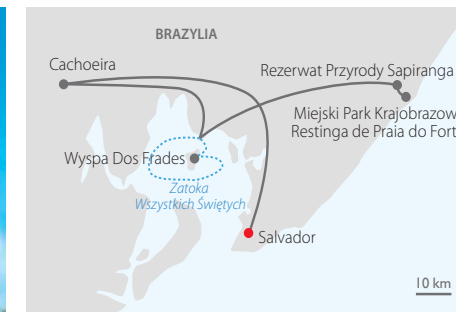 BRAZYLIA
Cachoeira
Rezerwat Przyrody Sapiranga
Miejski Park Krajobrazow
Restinga de Praia do Fort
Wyspa Dos Frades
Zatoka
Wszystkich Świętych
Salvador
10 km